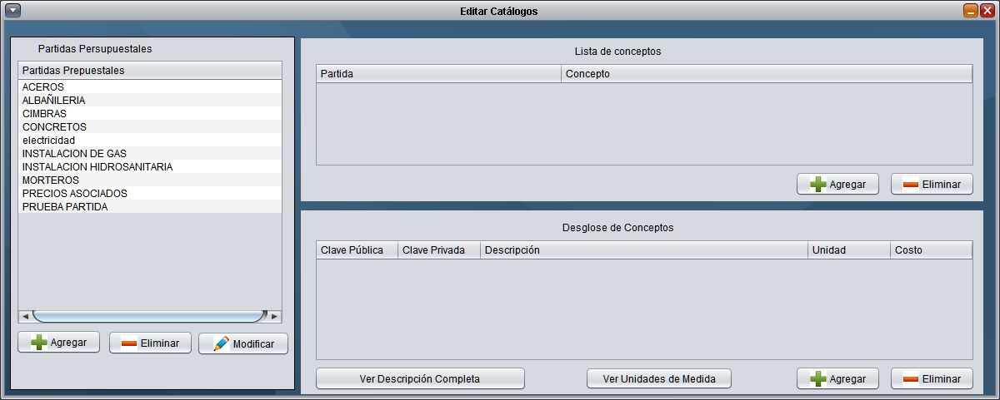 Editar Catálogos
Partidas Persupuestales
Partidas Prepuestales
ACEROS
ALBAÑILERIA
CIMBRAS
CONCRETOS
electricidad
INSTALACION DE GAS
INSTALACION HIDROSANITARIA
MORTEROS
PRECIOS ASOCIADOS
PRUEBA PARTIDA
Agregar Eliminar Modificar
Lista de conceptos
Partida Concepto
Agregar Eliminar
Desglose de Conceptos
Clave Pública Clave Privada Descripción Unidad Costo
Ver Descripción Completa Ver Unidades de Medida Agregar Eliminar